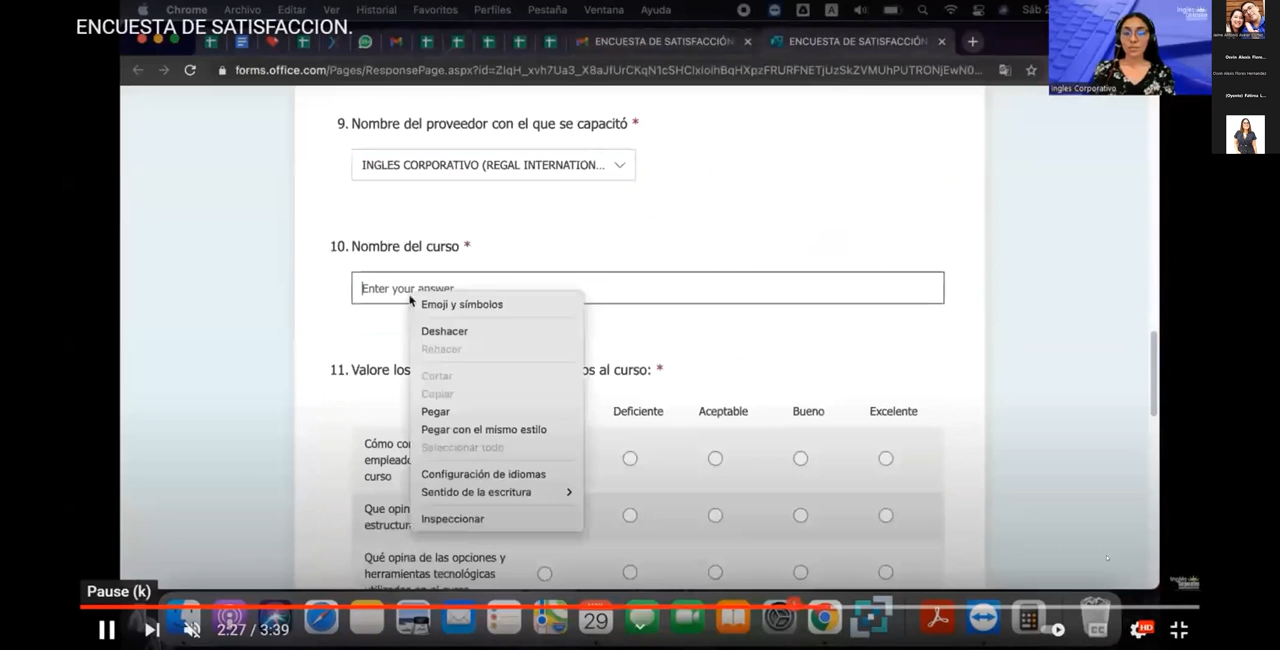 Chrome Archivo Editar Ver Historial Favoritos Perfiles Pestaña Ventana Ayuda
ENCUESTA DE SATISFACCION.
ENCUESTA DE SATISFACCIÓN
ENCUESTA DE SATISFACCIÓN
forms.office.com/Pages/ResponsePage.aspx?id=
Ingles Corporativo
9. Nombre del proveedor con el que se capacitó *
INGLES CORPORATIVO (REGAL INTERNATION...
10. Nombre del curso *
Enter your answer
Emoji y símbolos
Deshacer
Rehacer
Cortar
Copiar
Pegar
Pegar con el mismo estilo
Seleccionar todo
Configuración de idiomas
Sentido de la escritura
Inspeccionar
11. Valore los
os al curso: *
Deficiente Aceptable Bueno Excelente
Cómo
empleado
curso
Que opin
estructur
Qué opina de las opciones y
herramientas tecnológicas
Pause (k)
29
2:27 / 3:39
HD